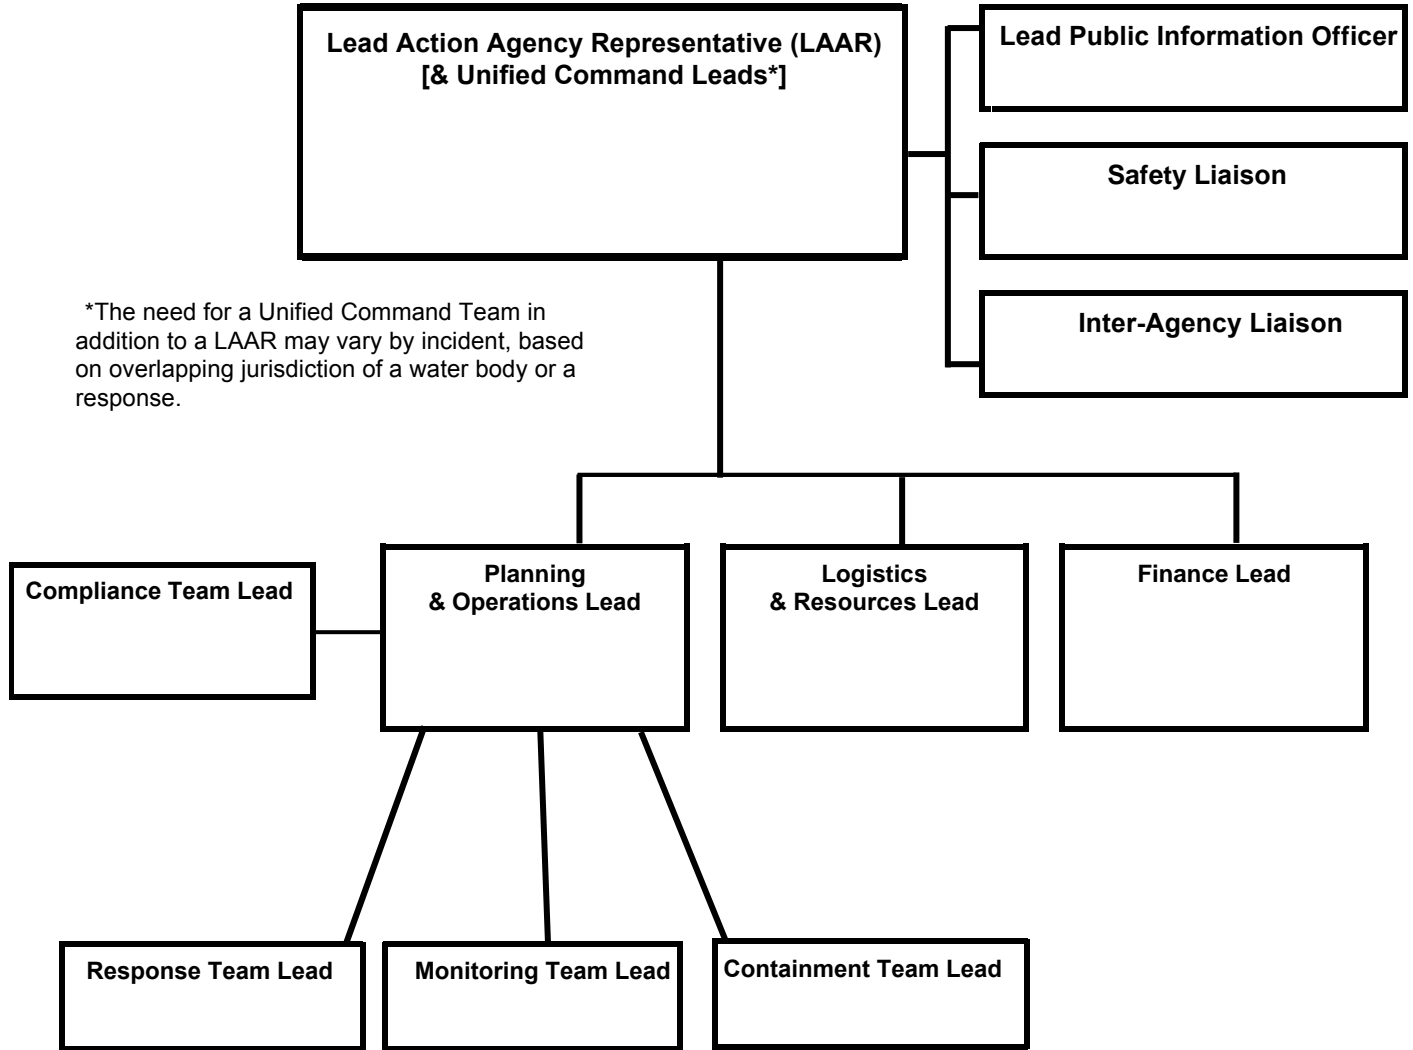 Lead Action Agency Representative (LAAR)
[& Unified Command Leads*]
Lead Public Information Officer
Safety Liaison
Inter-Agency Liaison
*The need for a Unified Command Team in
addition to a LAAR may vary by incident, based
on overlapping jurisdiction of a water body or a
response.
Compliance Team Lead
Planning
& Operations Lead
Logistics
& Resources Lead
Finance Lead
Response Team Lead
Monitoring Team Lead
Containment Team Lead